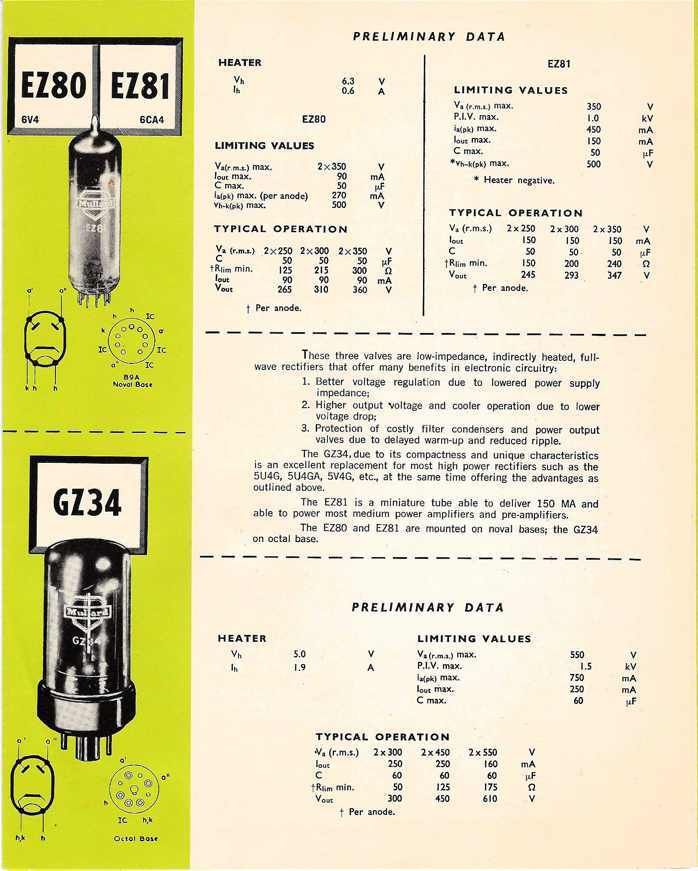 EZ80 EZ81
6V4 6CA4
Mullard
EZ81
a' a"
k h h
h h
k IC
a' a"
IC IC
B9A
Noval Base
GZ34
Mullard
GZ34
a' a"
h,k h
a'
a"
h
IC h,k
Octal Base
PRELIMINARY DATA
HEATER
Vh 6.3 V
Ih 0.6 A
EZ80
LIMITING VALUES
Va(r.m.s.) max. 2×350 V
Iout max. 90 mA
C max. 50 μF
ia(pk) max. (per anode) 270 mA
vh-k(pk) max. 500 V
TYPICAL OPERATION
Va (r.m.s.) 2×250 2×300 2×350 V
C 50 50 50 μF
†Rlim min. 125 215 300 Ω
Iout 90 90 90 mA
Vout 265 310 360 V
† Per anode.
EZ81
LIMITING VALUES
Va (r.m.s.) max. 350 V
P.I.V. max. 1.0 kV
ia(pk) max. 450 mA
Iout max. 150 mA
C max. 50 μF
*vh-k(pk) max. 500 V
* Heater negative.
TYPICAL OPERATION
Va (r.m.s.) 2×250 2×300 2×350 V
Iout 150 150 150 mA
C 50 50 50 μF
†Rlim min. 150 200 240 Ω
Vout 245 293 347 V
† Per anode.
These three valves are low-impedance, indirectly heated, full-
wave rectifiers that offer many benefits in electronic circuitry:
1. Better voltage regulation due to lowered power supply
impedance;
2. Higher output voltage and cooler operation due to lower
voltage drop;
3. Protection of costly filter condensers and power output
valves due to delayed warm-up and reduced ripple.
The GZ34, due to its compactness and unique characteristics
is an excellent replacement for most high power rectifiers such as the
5U4G, 5U4GA, 5V4G, etc., at the same time offering the advantages as
outlined above.
The EZ81 is a miniature tube able to deliver 150 MA and
able to power most medium power amplifiers and pre-amplifiers.
The EZ80 and EZ81 are mounted on noval bases; the GZ34
on octal base.
PRELIMINARY DATA
HEATER
Vh 5.0 V
Ih 1.9 A
LIMITING VALUES
Va(r.m.s.) max. 550 V
P.I.V. max. 1.5 kV
ia(pk) max. 750 mA
Iout max. 250 mA
C max. 60 μF
TYPICAL OPERATION
Va (r.m.s.) 2×300 2×450 2×550 V
Iout 250 250 160 mA
C 60 60 60 μF
†Rlim min. 50 125 175 Ω
Vout 300 450 610 V
† Per anode.